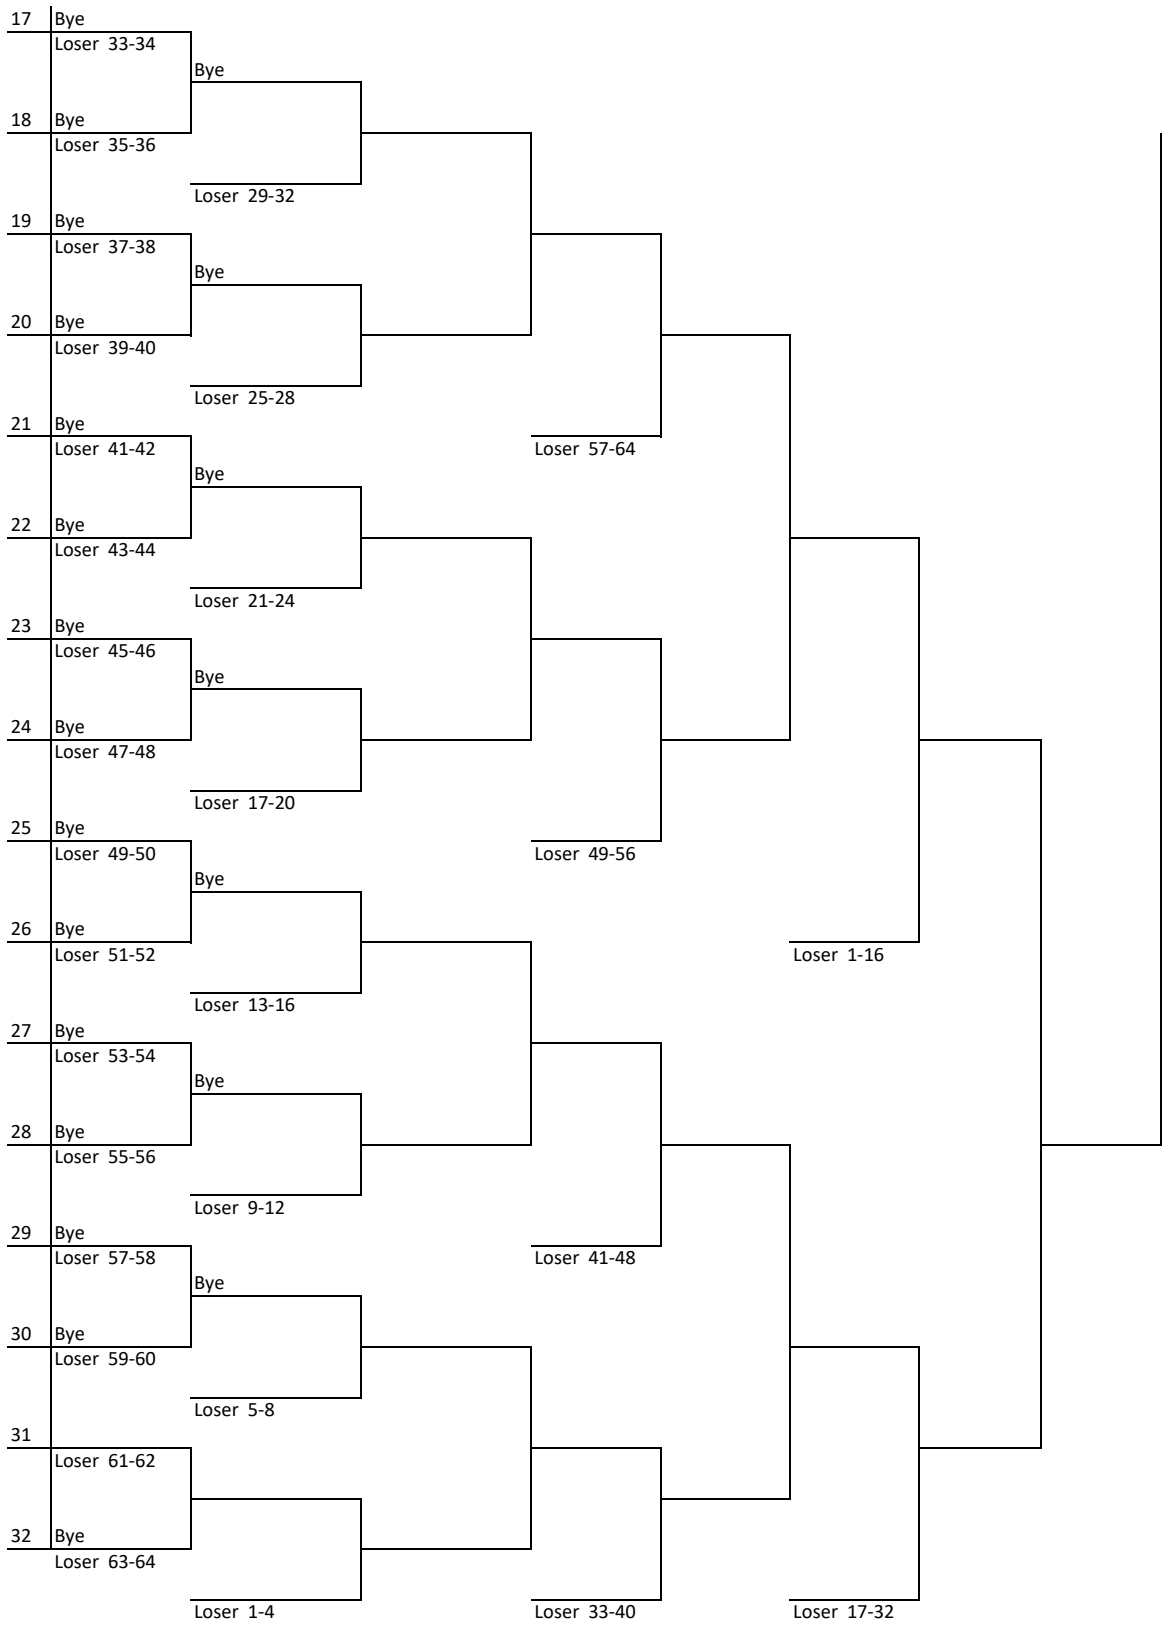 17 Bye
Loser 33-34
Bye
18 Bye
Loser 35-36
Loser 29-32
19 Bye
Loser 37-38
Bye
20 Bye
Loser 39-40
Loser 25-28
21 Bye
Loser 41-42
Loser 57-64
Bye
22 Bye
Loser 43-44
Loser 21-24
23 Bye
Loser 45-46
Bye
24 Bye
Loser 47-48
Loser 17-20
25 Bye
Loser 49-50
Loser 49-56
Bye
26 Bye
Loser 51-52
Loser 1-16
Loser 13-16
27 Bye
Loser 53-54
Bye
28 Bye
Loser 55-56
Loser 9-12
29 Bye
Loser 57-58
Loser 41-48
Bye
30 Bye
Loser 59-60
Loser 5-8
31
Loser 61-62
32 Bye
Loser 63-64
Loser 1-4
Loser 33-40
Loser 17-32